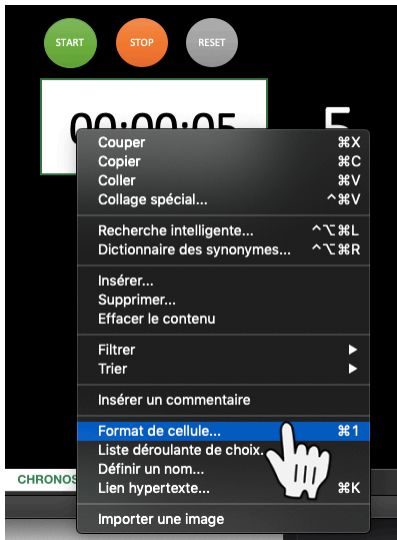 START STOP RESET
00:00:05 5
Couper ⌘X
Copier ⌘C
Coller ⌘V
Collage spécial... ^⌘V
Recherche intelligente... ^⌥⌘L
Dictionnaire des synonymes... ^⌥⌘R
Insérer...
Supprimer...
Effacer le contenu
Filtrer ▶
Trier ▶
Insérer un commentaire
Format de cellule... ⌘1
Liste déroulante de choix.
CHRONOS
Définir un nom...
Lien hypertexte... ⌘K
Importer une image